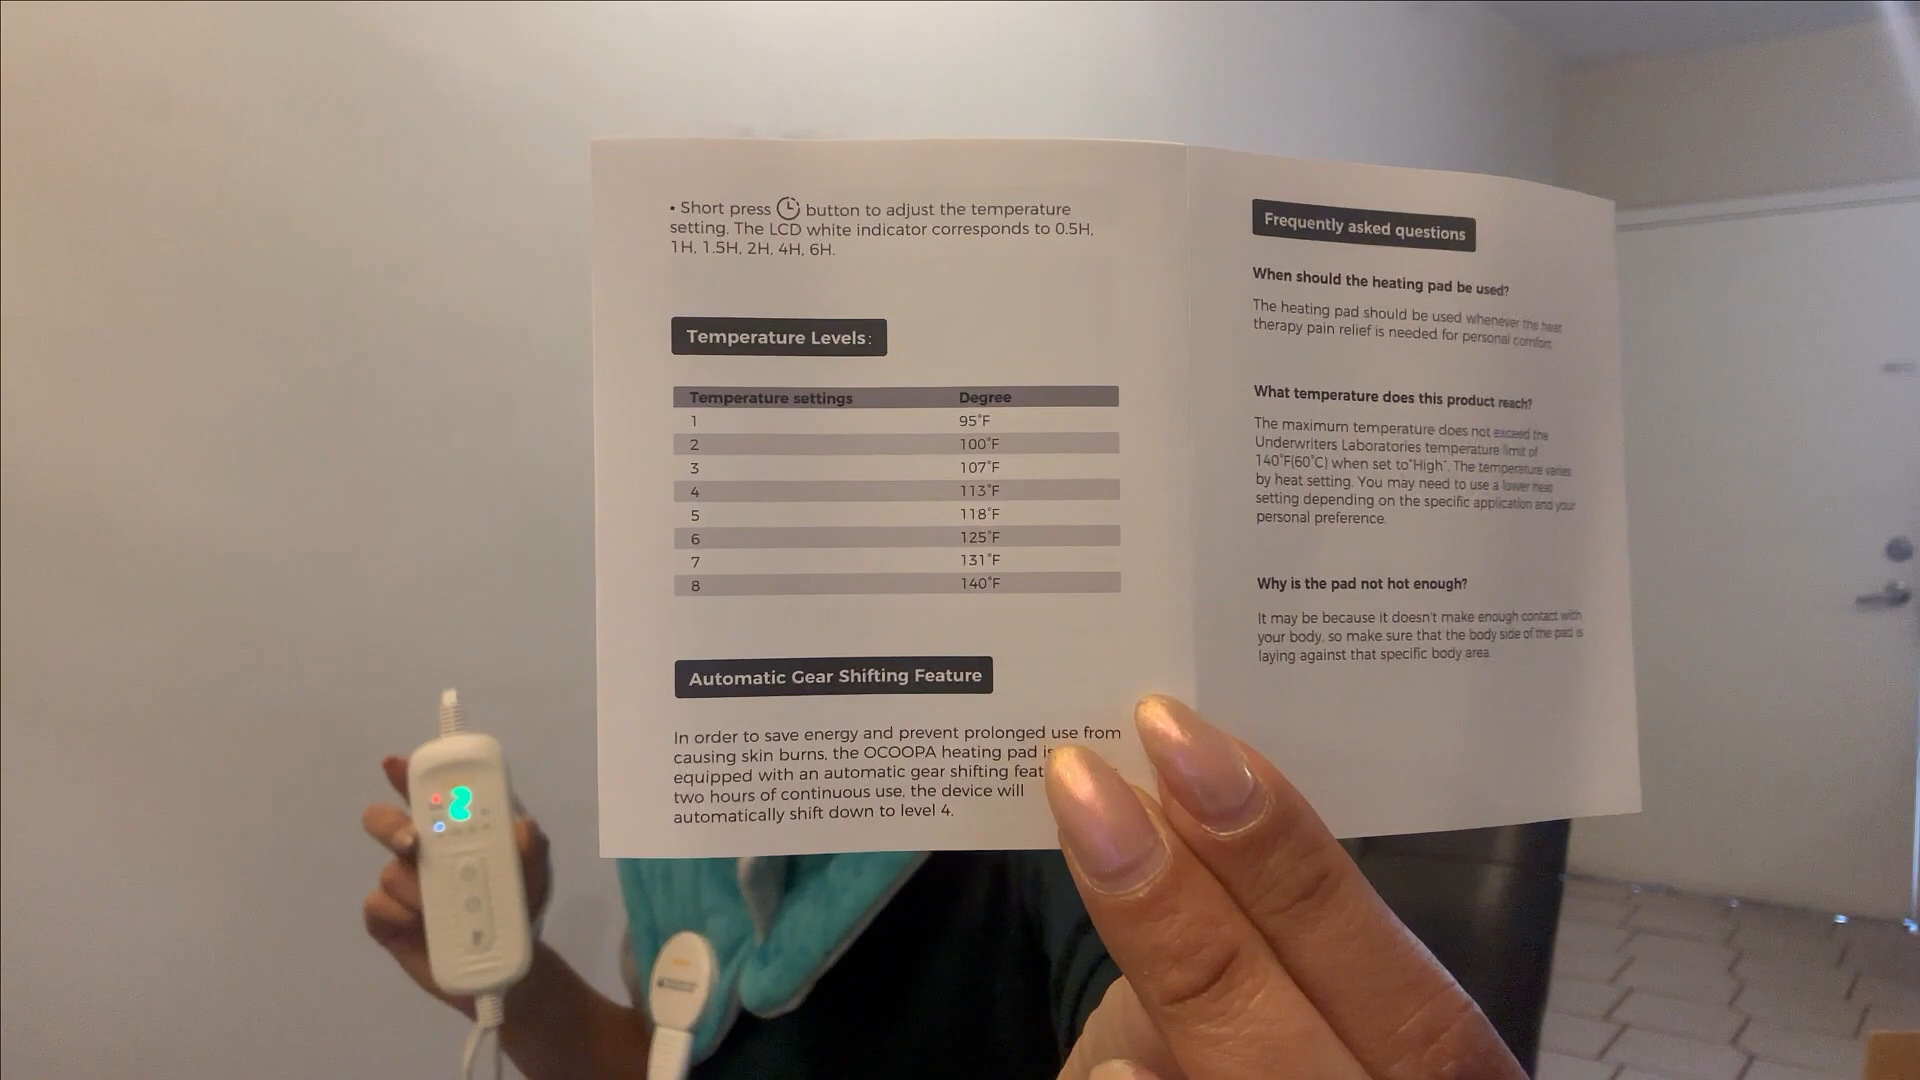 • Short press button to adjust the temperature
setting. The LCD white indicator corresponds to 0.5H,
1H, 1.5H, 2H, 4H, 6H.
Temperature Levels:
Temperature settings Degree
1 95°F
2 100°F
3 107°F
4 113°F
5 118°F
6 125°F
7 131°F
8 140°F
Automatic Gear Shifting Feature
In order to save energy and prevent prolonged use from
causing skin burns, the OCOOPA heating pad is
equipped with an automatic gear shifting feat
two hours of continuous use, the device will
automatically shift down to level 4.
Frequently asked questions
When should the heating pad be used?
The heating pad should be used whenever the heat
therapy pain relief is needed for personal comfort
What temperature does this product reach?
The maximum temperature does not exceed the
Underwriters Laboratories temperature limit of
140°F(60°C) when set to"High". The temperature varies
by heat setting. You may need to use a lower heat
setting depending on the specific application and your
personal preference.
Why is the pad not hot enough?
It may be because it doesn't make enough contact with
your body, so make sure that the body side of the pad is
laying against that specific body area.
2